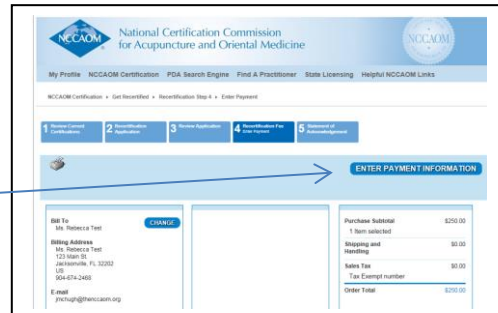 NCCAOM
National Certification Commission
for Acupuncture and Oriental Medicine
NCCAOM
My Profile NCCAOM Certification PDA Search Engine Find A Practitioner State Licensing Helpful NCCAOM Links
NCCAOM Certification » Get Recertified » Recertification Step 4 » Enter Payment
1 Review Current Certifications
2 Recertification Application
3 Review Application
4 Recertification Fee Enter Payment
5 Statement of Acknowledgement
ENTER PAYMENT INFORMATION
Bill To
CHANGE
Ms. Rebecca Test
Billing Address
Ms. Rebecca Test
123 Main St.
Jacksonville, FL 32202
US
904-674-2466
E-mail
jmchugh@thenccaom.org
Purchase Subtotal $250.00
1 Item selected
Shipping and Handling $0.00
Sales Tax $0.00
Tax Exempt number
Order Total $250.00